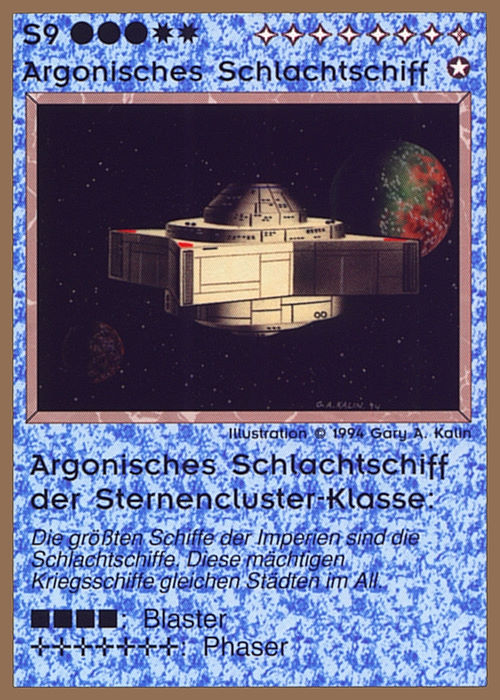 S9
Argonisches Schlachtschiff
G.A. KALIN 94
Illustration © 1994 Gary A. Kalin
Argonisches Schlachtschiff
der Sternencluster-Klasse:
Die größten Schiffe der Imperien sind die
Schlachtschiffe. Diese mächtigen
Kriegsschiffe gleichen Städten im All.
Blaster
: Phaser